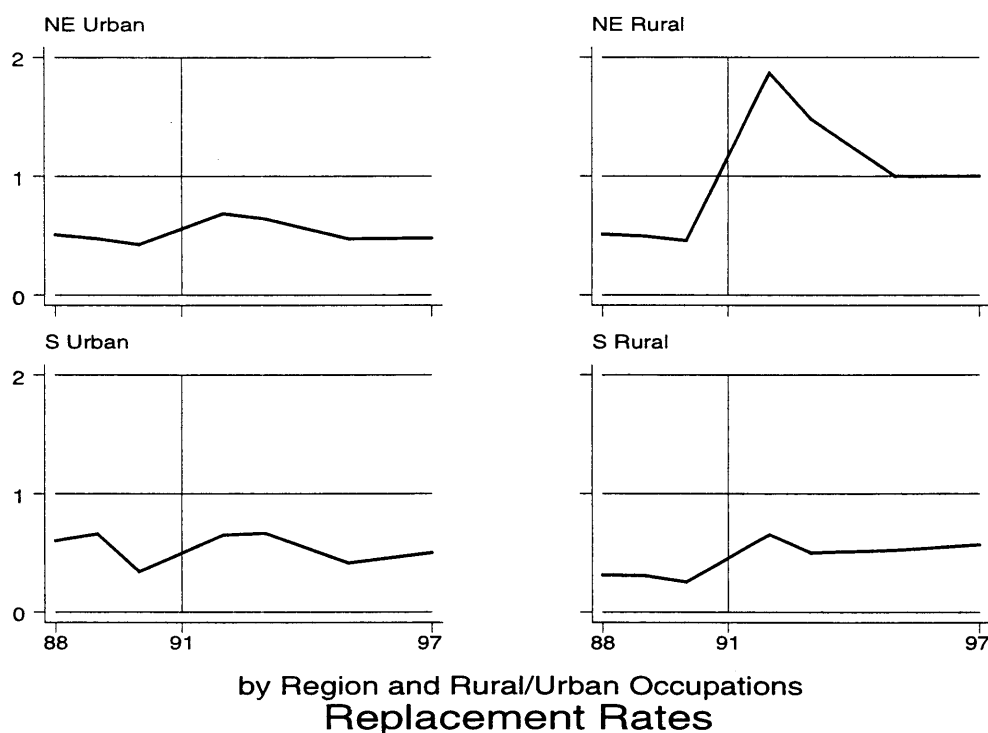 NE Urban
NE Rural
2
1
0
S Urban
S Rural
2
1
0
88
91
97
88
91
97
by Region and Rural/Urban Occupations
Replacement Rates